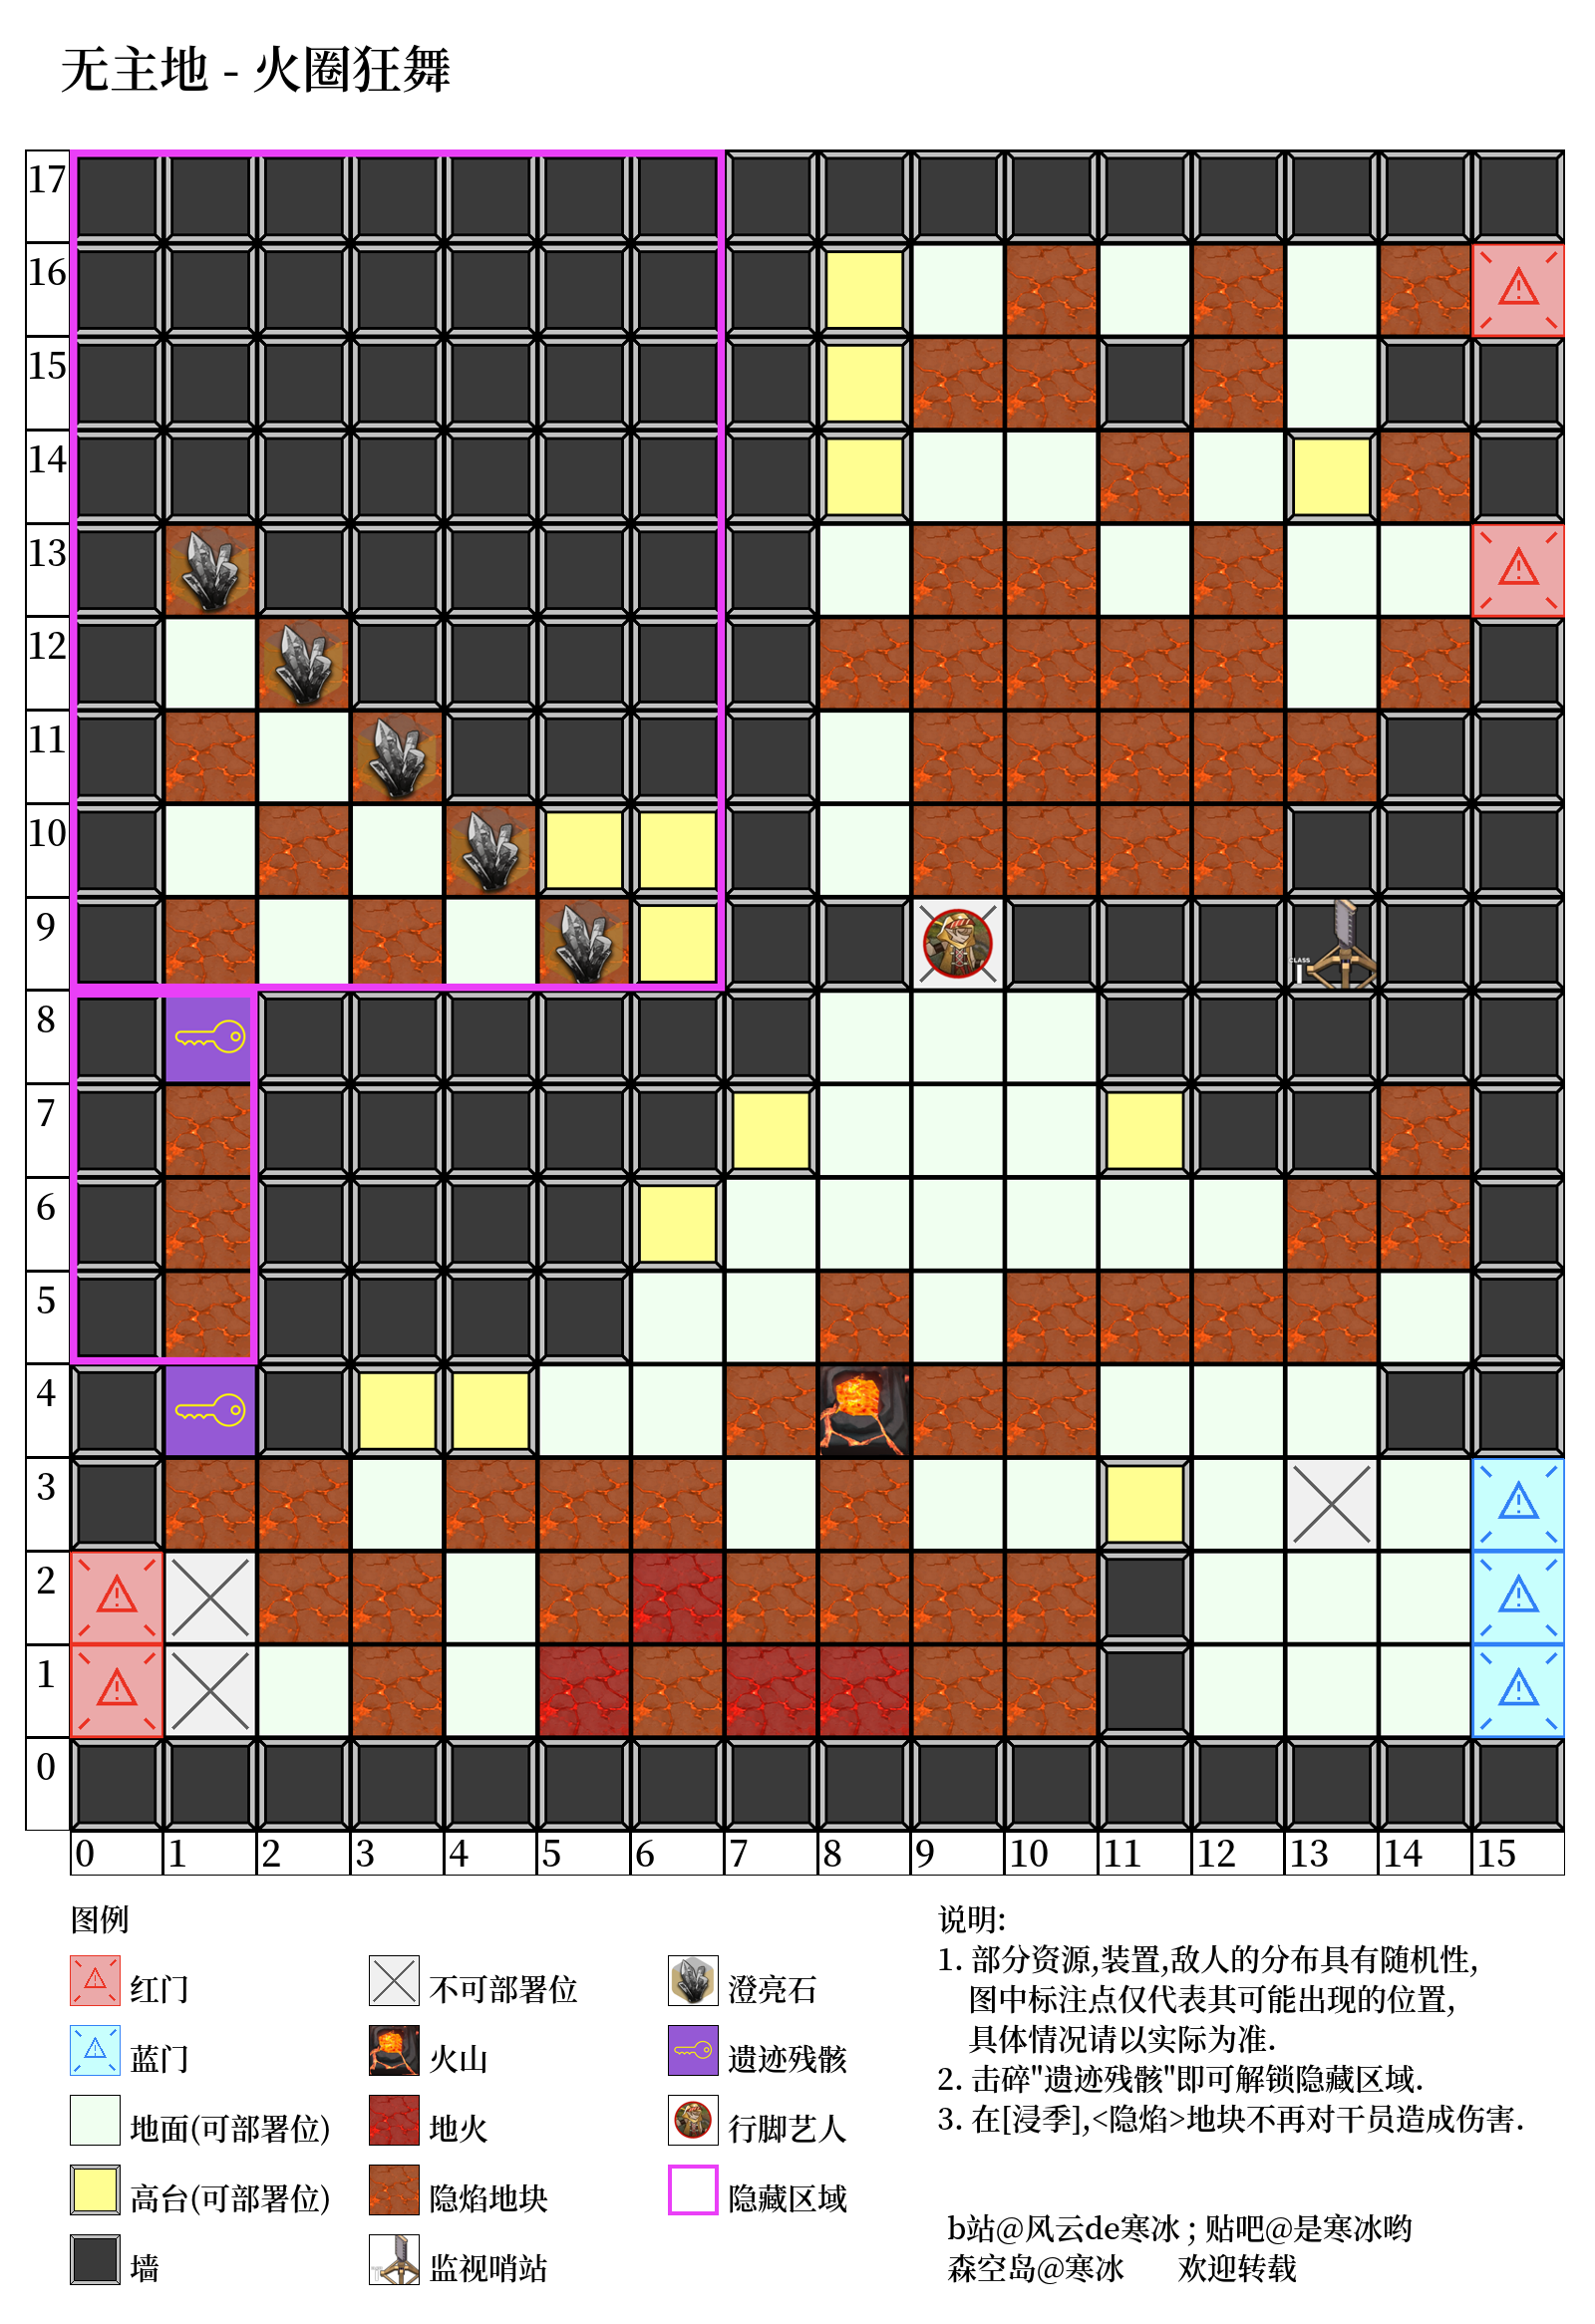 无主地 - 火圈狂舞
17
16
15
14
13
12
11
10
9
CLASS
I
8
7
6
5
4
3
2
1
0
0 1 2 3 4 5 6 7 8 9 10 11 12 13 14 15
图例
红门
不可部署位
澄亮石
蓝门
火山
遗迹残骸
地面(可部署位)
地火
行脚艺人
高台(可部署位)
隐焰地块
隐藏区域
墙
监视哨站
说明:
1. 部分资源,装置,敌人的分布具有随机性,
图中标注点仅代表其可能出现的位置,
具体情况请以实际为准.
2. 击碎"遗迹残骸"即可解锁隐藏区域.
3. 在[浸季],<隐焰>地块不再对干员造成伤害.
b站@风云de寒冰 ; 贴吧@是寒冰哟
森空岛@寒冰 欢迎转载